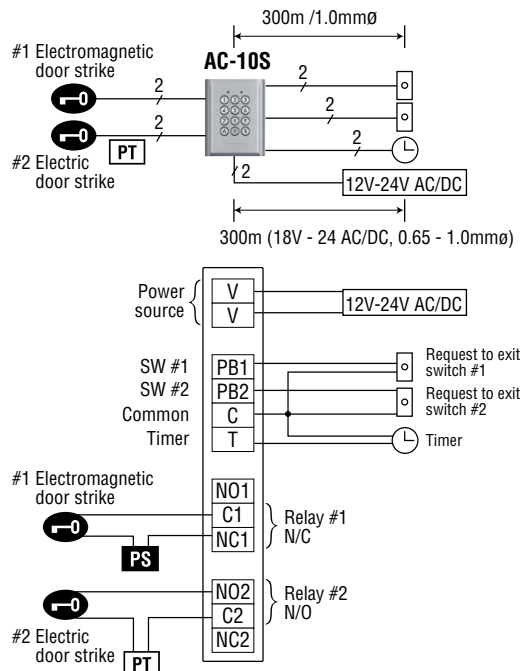 300m /1.0mmø
#1 Electromagnetic
door strike
AC-10S
2
2
2
2
2
2
#2 Electric
door strike
PT
12V-24V AC/DC
300m (18V - 24 AC/DC, 0.65 - 1.0mmø)
Power
source
V
V
12V-24V AC/DC
SW #1
PB1
Request to exit
switch #1
SW #2
PB2
Request to exit
switch #2
Common
C
Timer
T
Timer
#1 Electromagnetic
door strike
NO1
C1
NC1
Relay #1
N/C
PS
NO2
C2
NC2
Relay #2
N/O
#2 Electric
door strike
PT